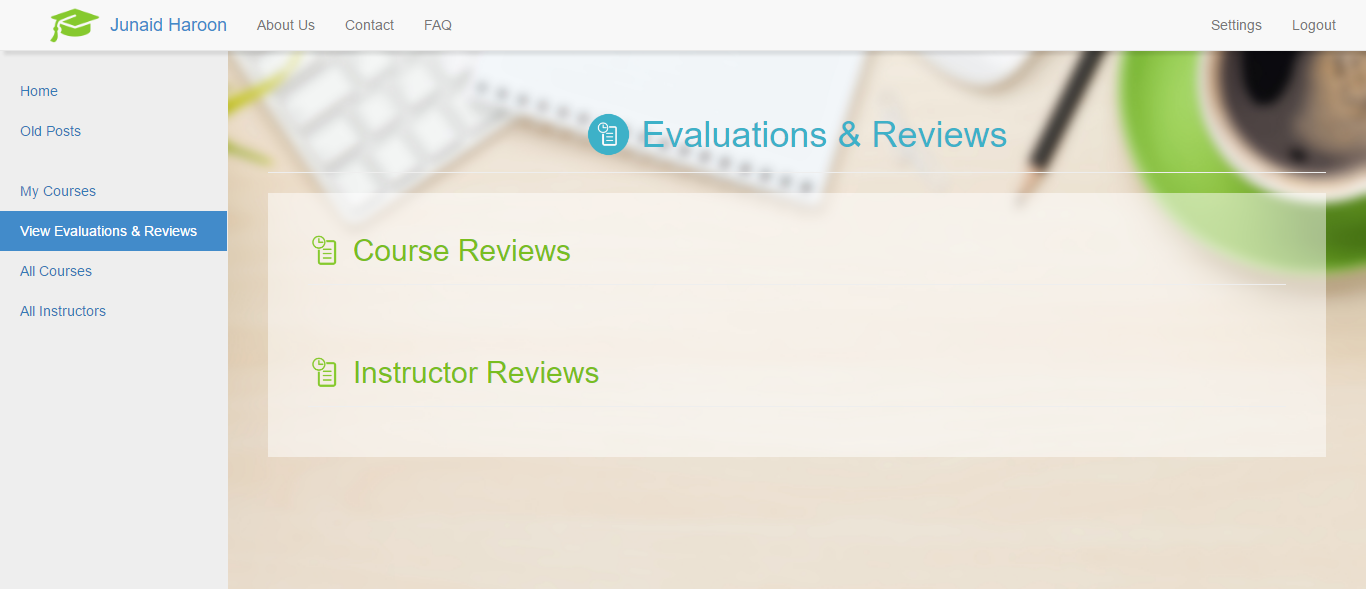 Junaid Haroon
About Us
Contact
FAQ
Settings
Logout
Home
Old Posts
My Courses
View Evaluations & Reviews
All Courses
All Instructors
Evaluations & Reviews
Course Reviews
Instructor Reviews